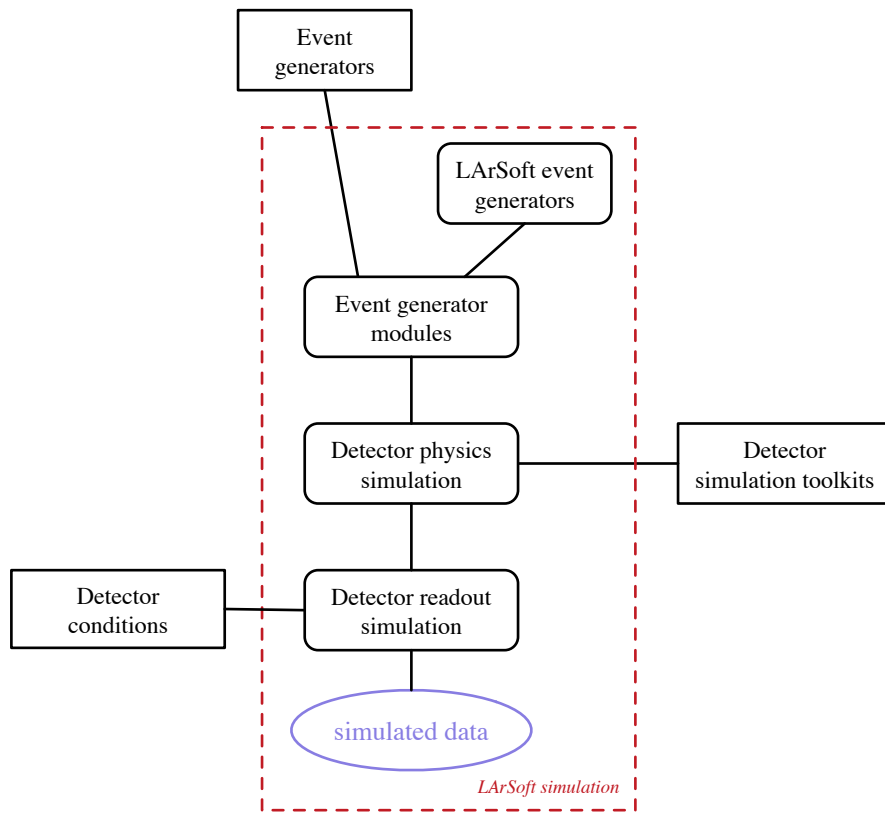 Event
generators
LArSoft event
generators
Event generator
modules
Detector physics
simulation
Detector
simulation toolkits
Detector
conditions
Detector readout
simulation
simulated data
LArSoft simulation